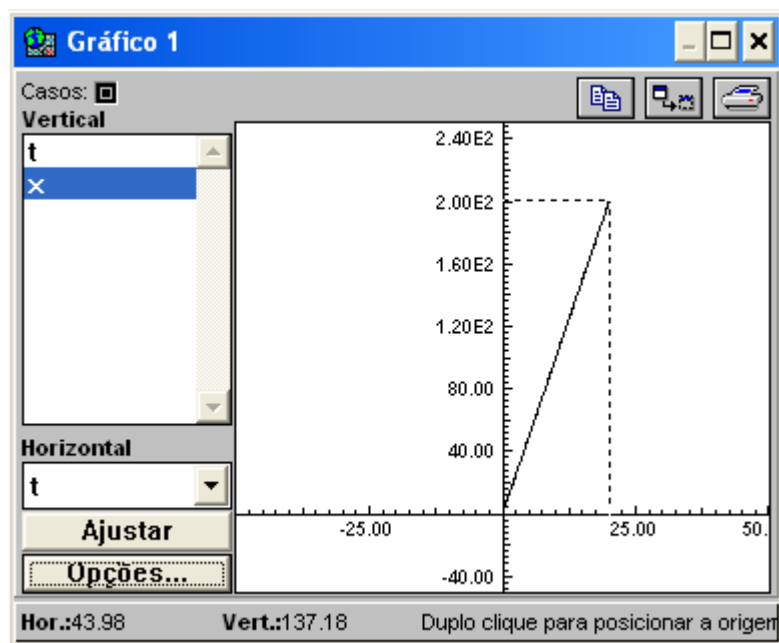 Gráfico 1
Casos:
Vertical
t
x
Horizontal
t
Ajustar
Opções...
2.40E2
2.00E2
1.60E2
1.20E2
80.00
40.00
-25.00 25.00 50.
-40.00
Hor.:43.98 Vert.:137.18 Duplo clique para posicionar a origen